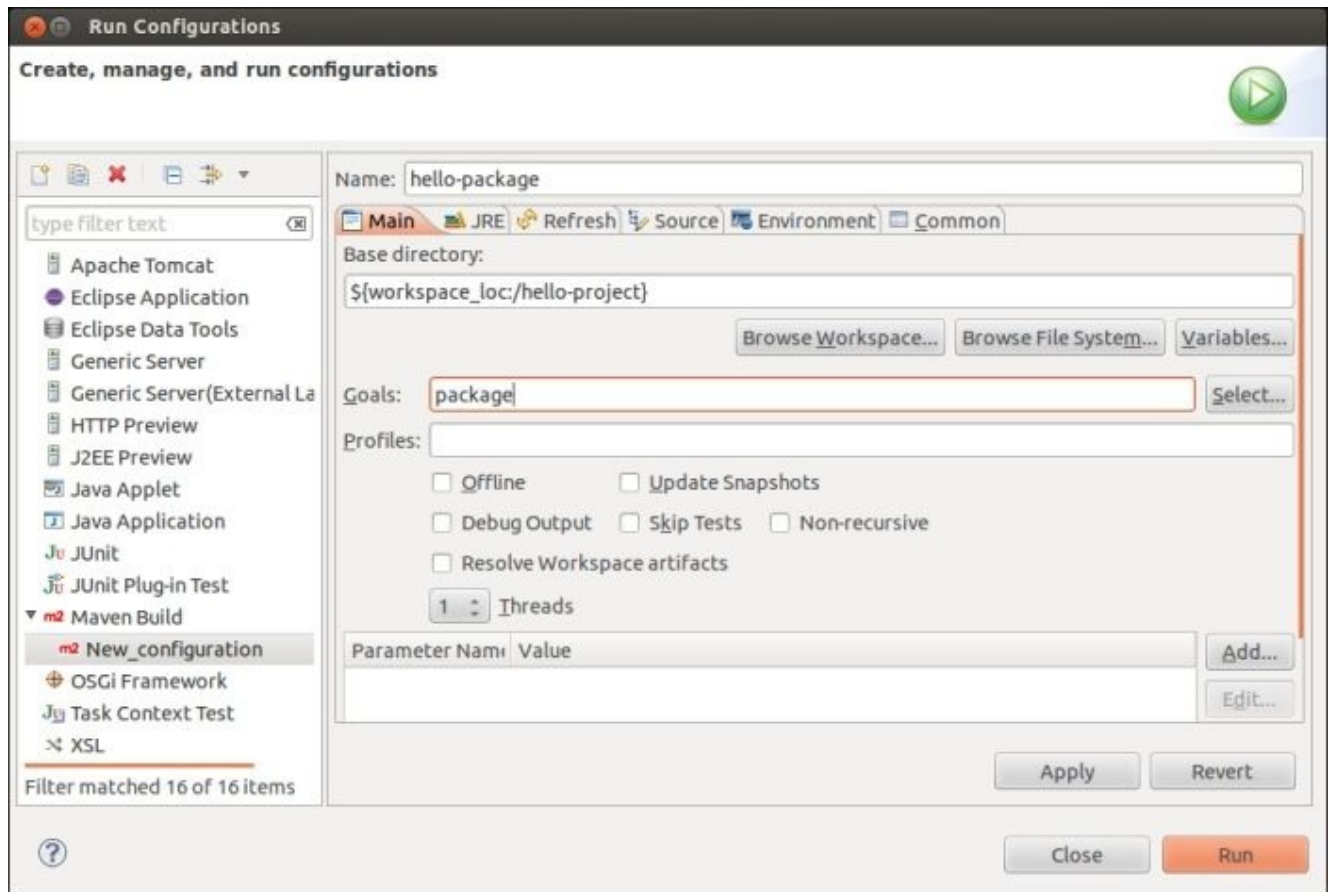 Run Configurations
Create, manage, and run configurations
Name: hello-package
type filter text
Main JRE Refresh Source Environment Common
Apache Tomcat
Eclipse Application
Eclipse Data Tools
Generic Server
Generic Server(External La
HTTP Preview
J2EE Preview
Java Applet
Java Application
Ju JUnit
Jü JUnit Plug-in Test
m2 Maven Build
m2 New_configuration
OSGi Framework
Ju Task Context Test
XSL
Filter matched 16 of 16 items
Base directory:
${workspace_loc:/hello-project}
Browse Workspace... Browse File System... Variables...
Goals: package Select...
Profiles:
Offline Update Snapshots
Debug Output Skip Tests Non-recursive
Resolve Workspace artifacts
1 Threads
Parameter Name Value Add...
Edit...
Apply Revert
? Close Run